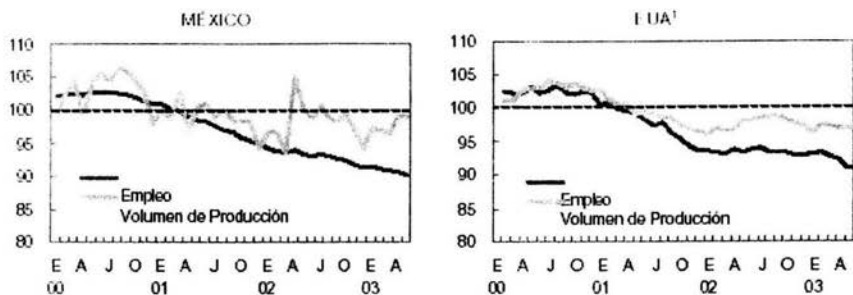 MÉXICO
110
105
100
95
90
85
80
Empleo
Volumen de Producción
E A J O E A J O E A J O E A
00 01 02 03
EUA¹
110
105
100
95
90
85
80
Empleo
Volumen de Producción
E A J O E A J O E A J O E A
00 01 02 03